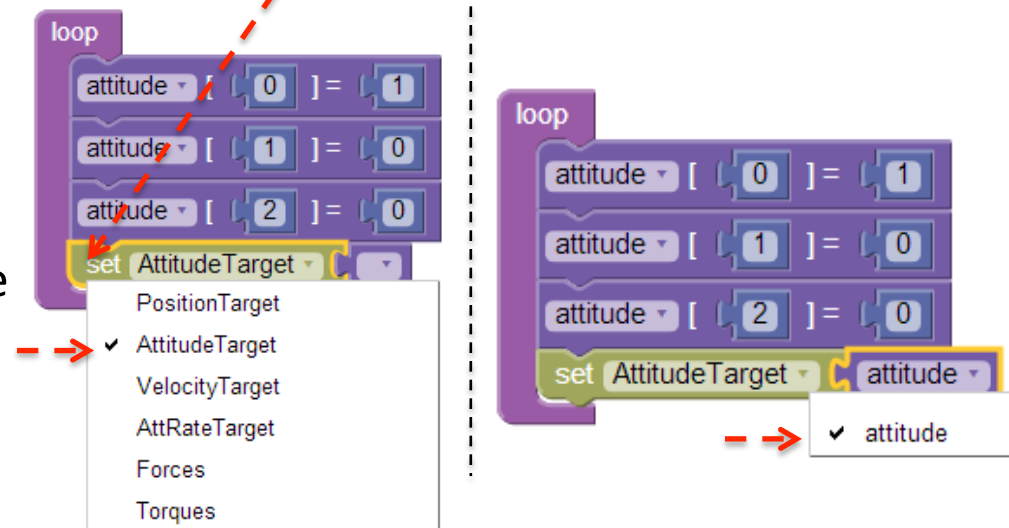 loop
attitude [ 0 ] = 1
attitude [ 1 ] = 0
attitude [ 2 ] = 0
set AttitudeTarget
PositionTarget
✓ AttitudeTarget
VelocityTarget
AttRateTarget
Forces
Torques
e
loop
attitude [ 0 ] = 1
attitude [ 1 ] = 0
attitude [ 2 ] = 0
set AttitudeTarget attitude
✓ attitude